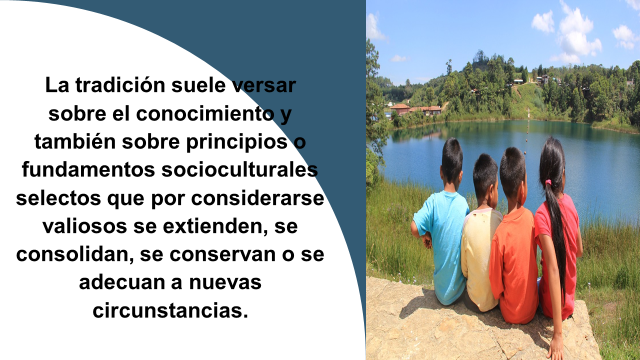 La tradición suele versar
sobre el conocimiento y
también sobre principios o
fundamentos socioculturales
selectos que por considerarse
valiosos se extienden, se
consolidan, se conservan o se
adecuan a nuevas
circunstancias.